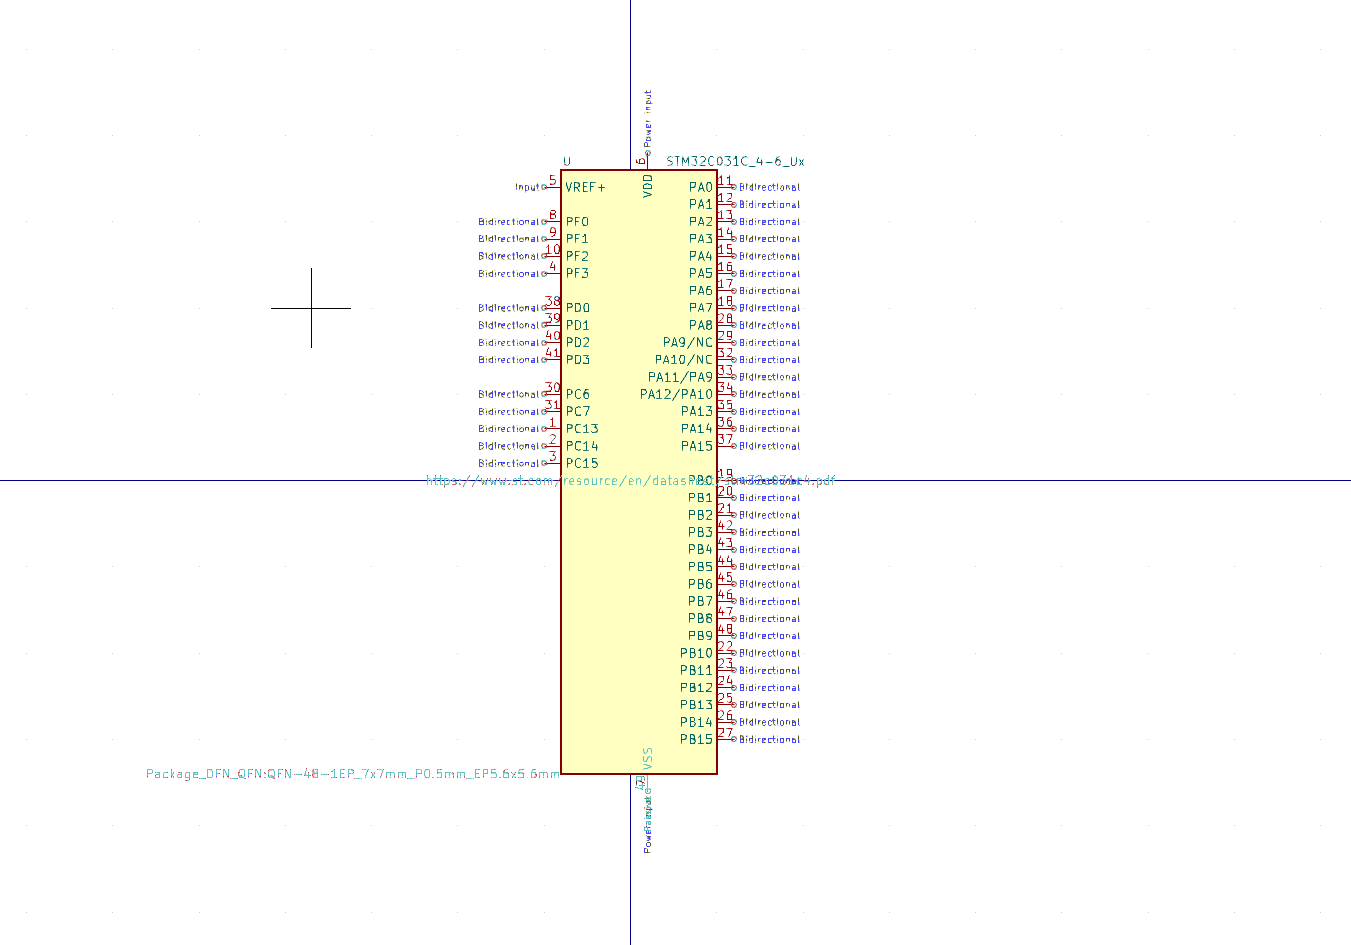 Power input
U 6 STM32C031C_4-6_Ux
VDD
Input 5 VREF+ PA0 11 Bidirectional
PA1 12 Bidirectional
Bidirectional 8 PF0 PA2 13 Bidirectional
Bidirectional 9 PF1 PA3 14 Bidirectional
Bidirectional 10 PF2 PA4 15 Bidirectional
Bidirectional 4 PF3 PA5 16 Bidirectional
PA6 17 Bidirectional
Bidirectional 38 PD0 PA7 18 Bidirectional
Bidirectional 39 PD1 PA8 28 Bidirectional
Bidirectional 40 PD2 PA9/NC 29 Bidirectional
Bidirectional 41 PD3 PA10/NC 32 Bidirectional
PA11/PA9 33 Bidirectional
Bidirectional 30 PC6 PA12/PA10 34 Bidirectional
Bidirectional 31 PC7 PA13 35 Bidirectional
Bidirectional 1 PC13 PA14 36 Bidirectional
Bidirectional 2 PC14 PA15 37 Bidirectional
Bidirectional 3 PC15
PB0 19 Bidirectional
https://www.st.com/resource/en/datasheet/stm32c031c4.pdf
PB1 20 Bidirectional
PB2 21 Bidirectional
PB3 42 Bidirectional
PB4 43 Bidirectional
PB5 44 Bidirectional
PB6 45 Bidirectional
PB7 46 Bidirectional
PB8 47 Bidirectional
PB9 48 Bidirectional
PB10 22 Bidirectional
PB11 23 Bidirectional
PB12 24 Bidirectional
PB13 25 Bidirectional
PB14 26 Bidirectional
PB15 27 Bidirectional
VSS
Package_DFN_QFN:QFN-48-1EP_7x7mm_P0.5mm_EP5.6x5.6mm
Power